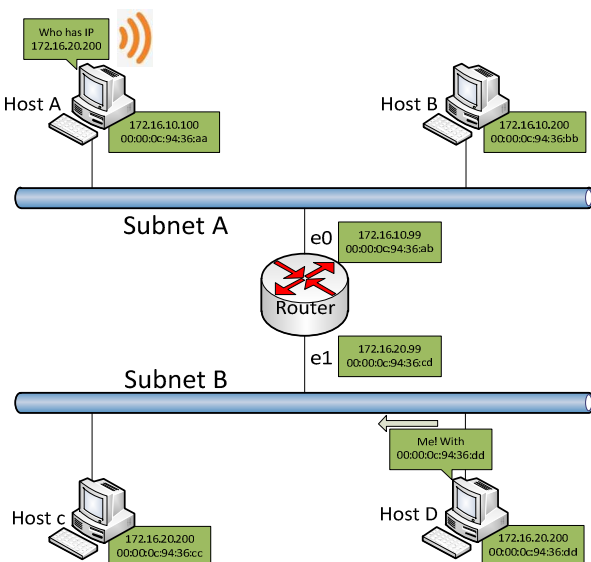 Who has IP
172.16.20.200
Host A
172.16.10.100
00:00:0c:94:36:aa
Host B
172.16.10.200
00:00:0c:94:36:bb
Subnet A
e0
172.16.10.99
00:00:0c:94:36:ab
Router
e1
172.16.20.99
00:00:0c:94:36:cd
Subnet B
Me! With
00:00:0c:94:36:dd
Host c
172.16.20.200
00:00:0c:94:36:cc
Host D
172.16.20.200
00:00:0c:94:36:dd